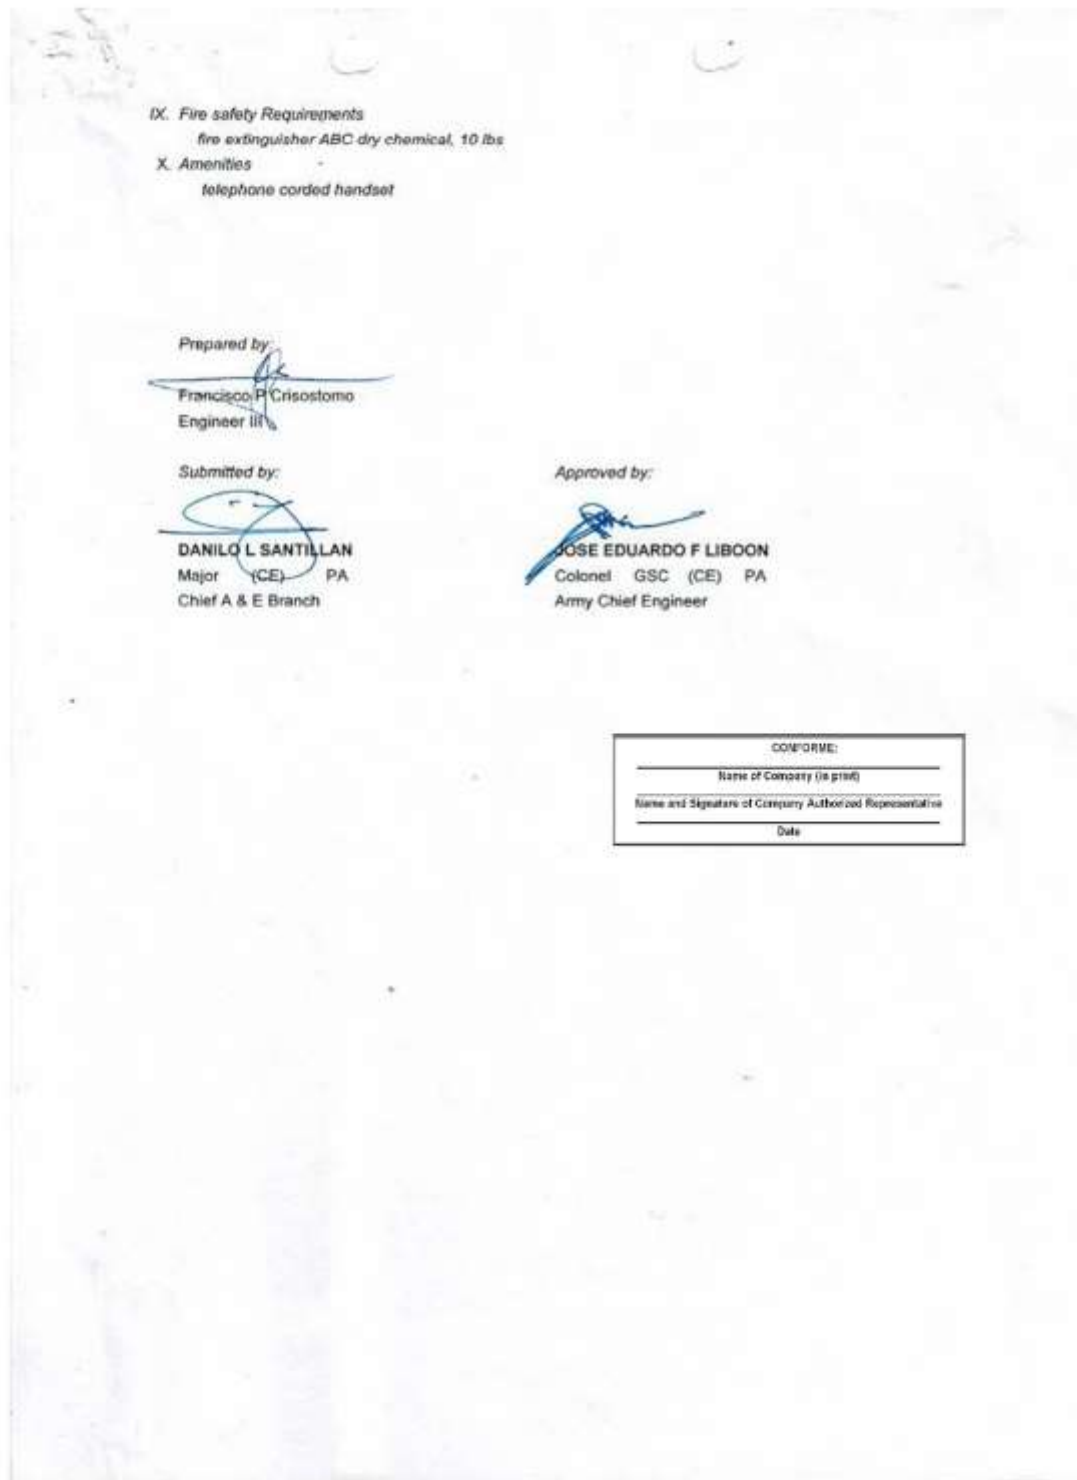 IX. Fire safety Requirements
fire extinguisher ABC dry chemical, 10 lbs
X. Amenities
telephone corded handset
Prepared by:
Francisco P Crisostomo
Engineer III
Submitted by:
DANILO L SANTILLAN
Major (CE) PA
Chief A & E Branch
Approved by:
JOSE EDUARDO F LIBOON
Colonel GSC (CE) PA
Army Chief Engineer
CONFORME:
Name of Company (in print)
Name and Signature of Company Authorized Representative
Date